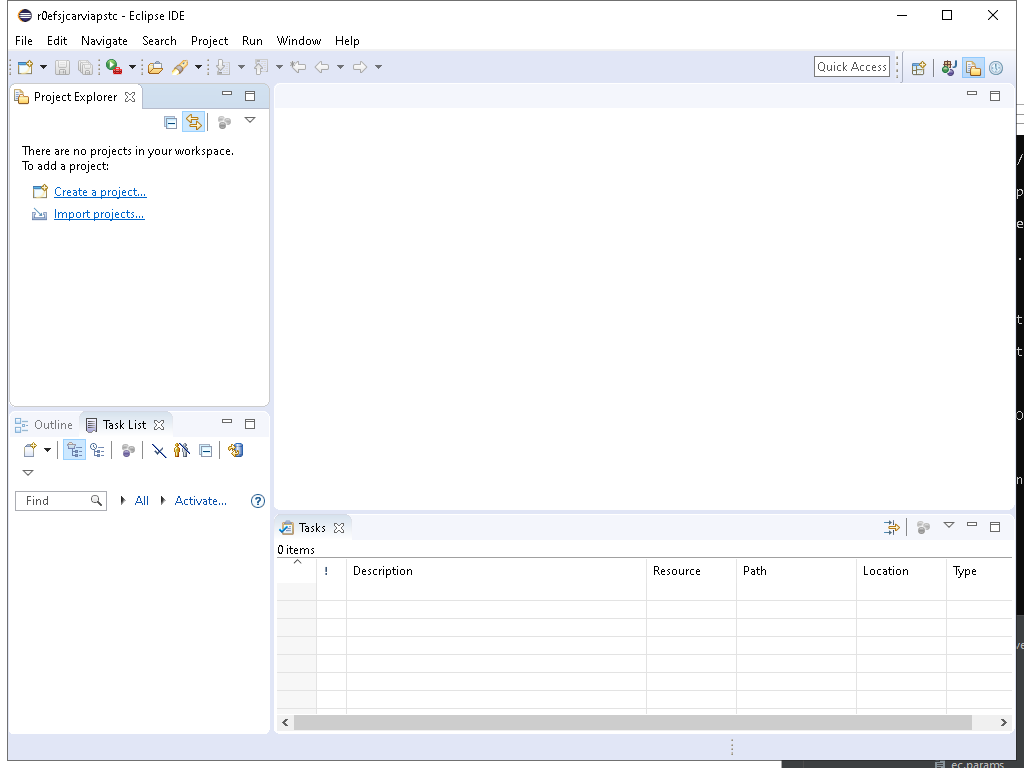 r0efsjcarviapstc - Eclipse IDE
File Edit Navigate Search Project Run Window Help
Quick Access
Project Explorer
There are no projects in your workspace.
To add a project:
Create a project...
Import projects...
Outline Task List
Find All Activate...
Tasks
0 items
! Description Resource Path Location Type
ec.params